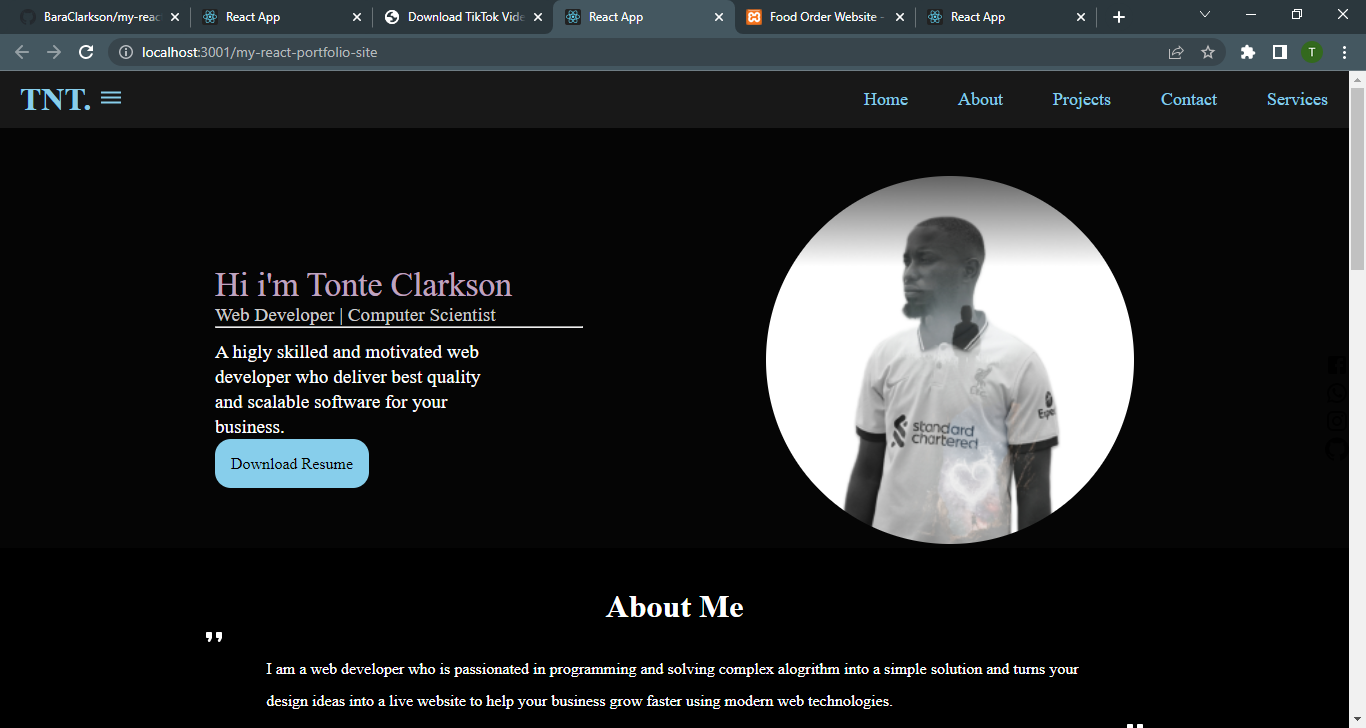 BaraClarkson/my-reac
React App
Download TikTok Vide
React App
Food Order Website -
React App
localhost:3001/my-react-portfolio-site
T
TNT.
Home
About
Projects
Contact
Services
Hi i'm Tonte Clarkson
Web Developer | Computer Scientist
A higly skilled and motivated web
developer who deliver best quality
and scalable software for your
business.
Download Resume
standard
chartered
About Me
I am a web developer who is passionated in programming and solving complex alogrithm into a simple solution and turns your
design ideas into a live website to help your business grow faster using modern web technologies.